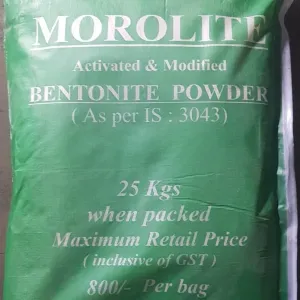 MOROLITE
Activated & Modified
BENTONITE POWDER
( As per IS : 3043)
25 Kgs
when packed
Maximum Retail Price
( inclusive of GST )
800/- Per bag